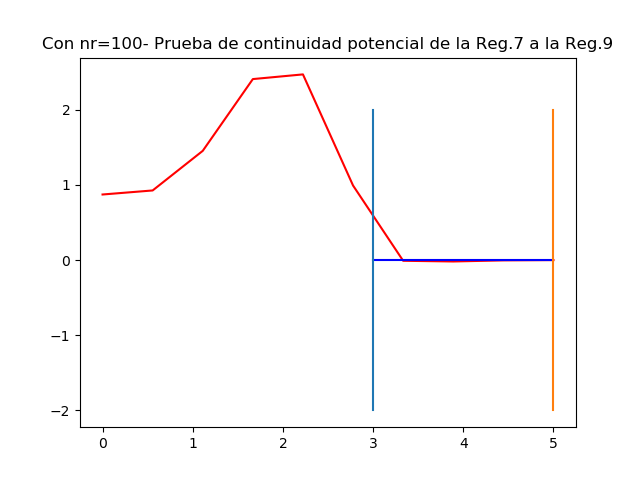 Con nr=100- Prueba de continuidad potencial de la Reg.7 a la Reg.9
2
1
0
−1
−2
0 1 2 3 4 5